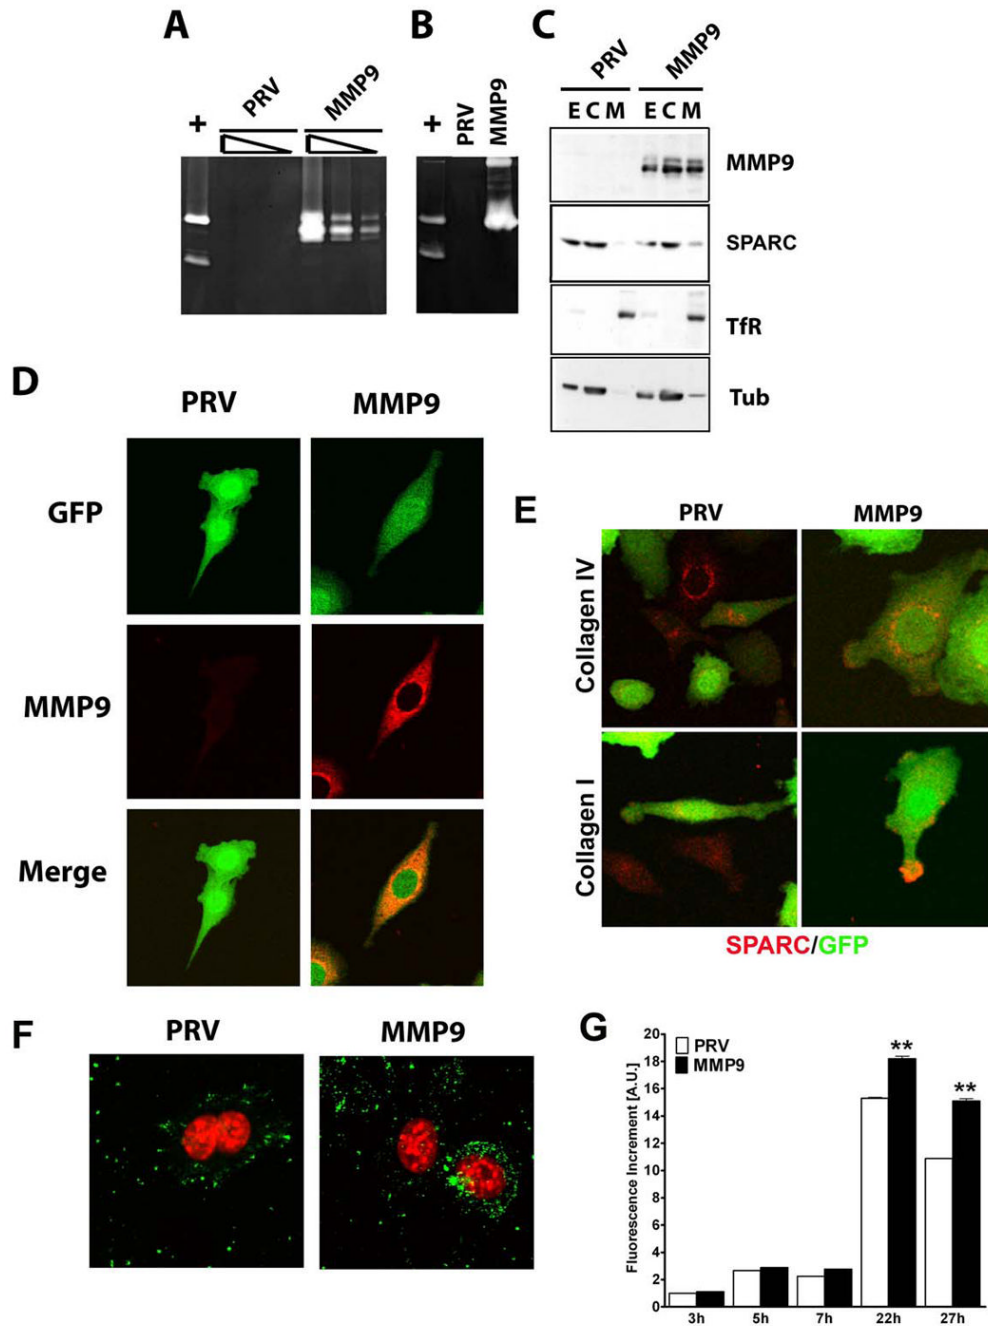 A
PRV
MMP9
+
B
+
PRV
MMP9
C
PRV
MMP9
E C M
E C M
MMP9
SPARC
TfR
Tub
D
PRV
MMP9
GFP
MMP9
Merge
E
PRV
MMP9
Collagen IV
Collagen I
SPARC/GFP
F
PRV
MMP9
G
PRV
MMP9
**
**
Fluorescence Increment [A.U.]
20
18
16
14
12
10
8
6
4
2
0
3h
5h
7h
22h
27h